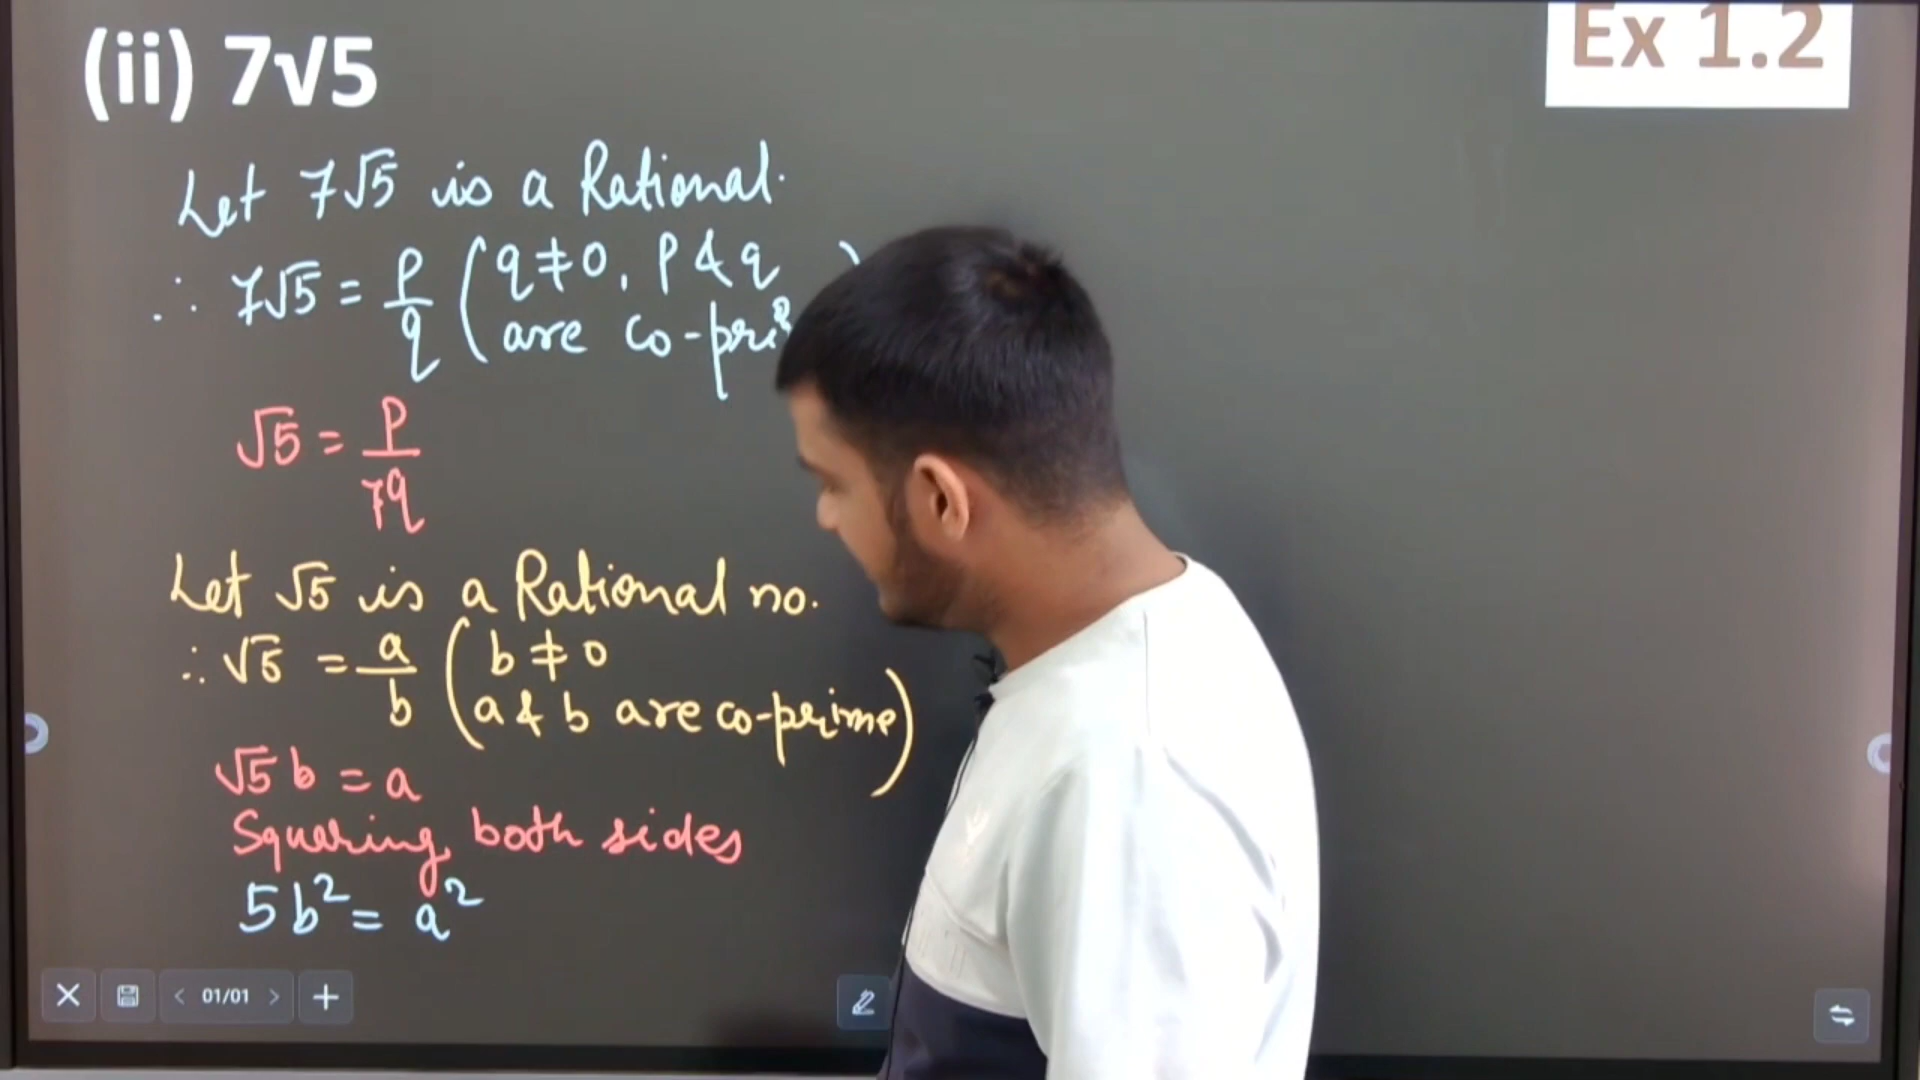 (ii) 7√5
Ex 1.2
Let 7√5 is a Rational.
∴ 7√5 = p/q (q≠0, p & q
are co-pri
√5 = p/7q
Let √5 is a Rational no.
∴ √5 = a/b (b ≠ 0
a & b are co-prime)
√5 b = a
Squaring both sides
5b² = a²
01/01